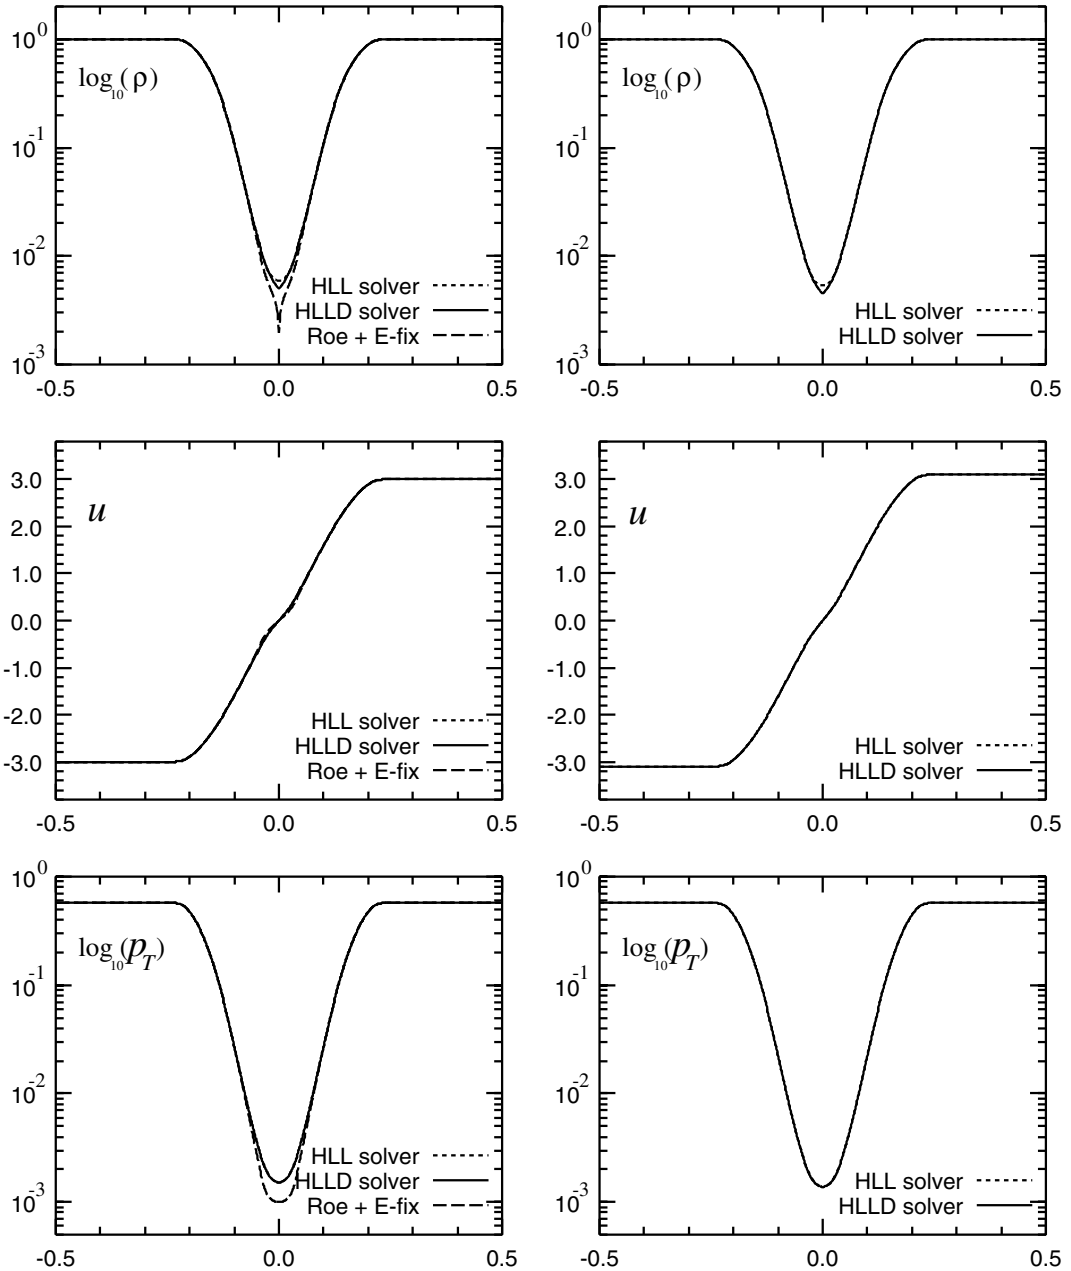 10^0
10^-1
10^-2
10^-3
log_10(ρ)
HLL solver
HLLD solver
Roe + E-fix
-0.5 0.0 0.5
10^0
10^-1
10^-2
10^-3
log_10(ρ)
HLL solver
HLLD solver
-0.5 0.0 0.5
3.0
2.0
1.0
0.0
-1.0
-2.0
-3.0
u
HLL solver
HLLD solver
Roe + E-fix
-0.5 0.0 0.5
3.0
2.0
1.0
0.0
-1.0
-2.0
-3.0
u
HLL solver
HLLD solver
-0.5 0.0 0.5
10^0
10^-1
10^-2
10^-3
log_10(p_T)
HLL solver
HLLD solver
Roe + E-fix
-0.5 0.0 0.5
10^0
10^-1
10^-2
10^-3
log_10(p_T)
HLL solver
HLLD solver
-0.5 0.0 0.5